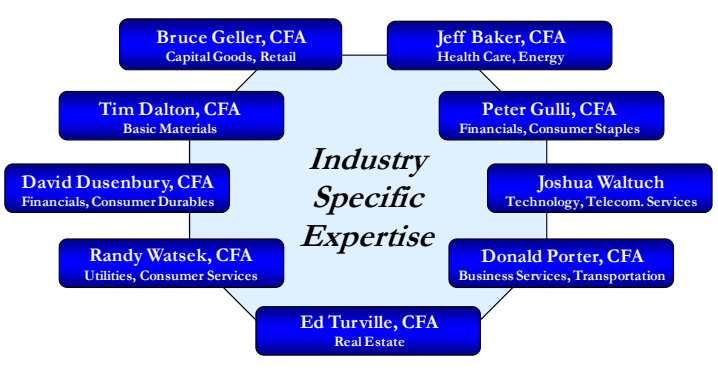 Bruce Geller, CFA
Capital Goods, Retail
Jeff Baker, CFA
Health Care, Energy
Tim Dalton, CFA
Basic Materials
Peter Gulli, CFA
Financials, Consumer Staples
Industry
Specific
Expertise
David Dusenbury, CFA
Financials, Consumer Durables
Joshua Waltuch
Technology, Telecom. Services
Randy Watsek, CFA
Utilities, Consumer Services
Donald Porter, CFA
Business Services, Transportation
Ed Turville, CFA
Real Estate